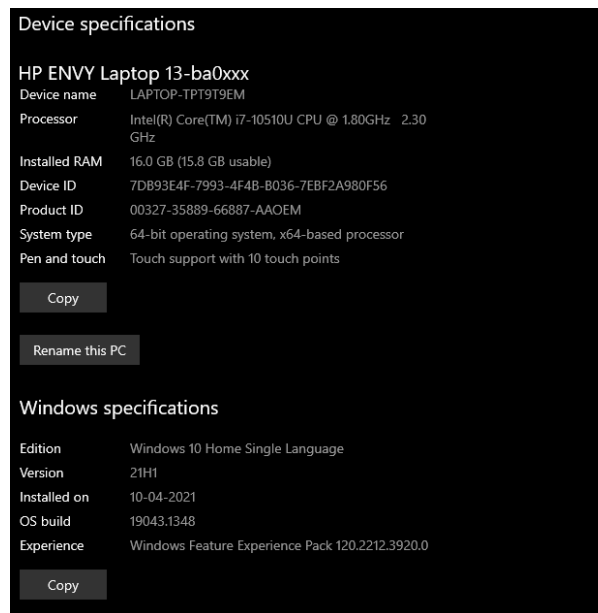 Device specifications
HP ENVY Laptop 13-ba0xxx
Device name LAPTOP-TPT9T9EM
Processor Intel(R) Core(TM) i7-10510U CPU @ 1.80GHz 2.30
GHz
Installed RAM 16.0 GB (15.8 GB usable)
Device ID 7DB93E4F-7993-4F4B-B036-7EBF2A980F56
Product ID 00327-35889-66887-AAOEM
System type 64-bit operating system, x64-based processor
Pen and touch Touch support with 10 touch points
Copy
Rename this PC
Windows specifications
Edition Windows 10 Home Single Language
Version 21H1
Installed on 10-04-2021
OS build 19043.1348
Experience Windows Feature Experience Pack 120.2212.3920.0
Copy